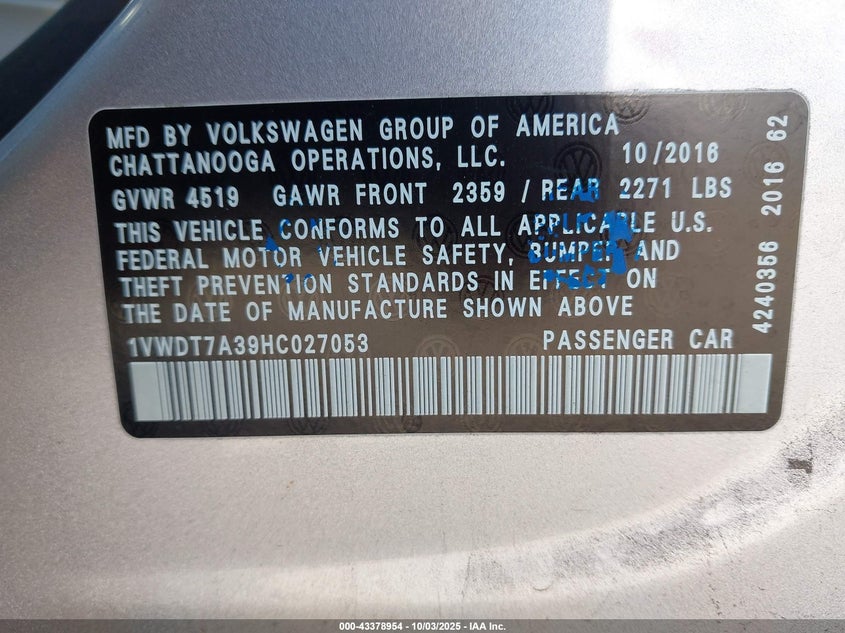 MFD BY VOLKSWAGEN GROUP OF AMERICA
CHATTANOOGA OPERATIONS, LLC. 10/2016
GVWR 4519 GAWR FRONT 2359 / REAR 2271 LBS
THIS VEHICLE CONFORMS TO ALL APPLICABLE U.S.
FEDERAL MOTOR VEHICLE SAFETY, BUMPER AND
THEFT PREVENTION STANDARDS IN EFFECT ON
THE DATE OF MANUFACTURE SHOWN ABOVE
1VWDT7A39HC027053 PASSENGER CAR
4240356 2016 62
000-43378954 - 10/03/2025 - IAA Inc.